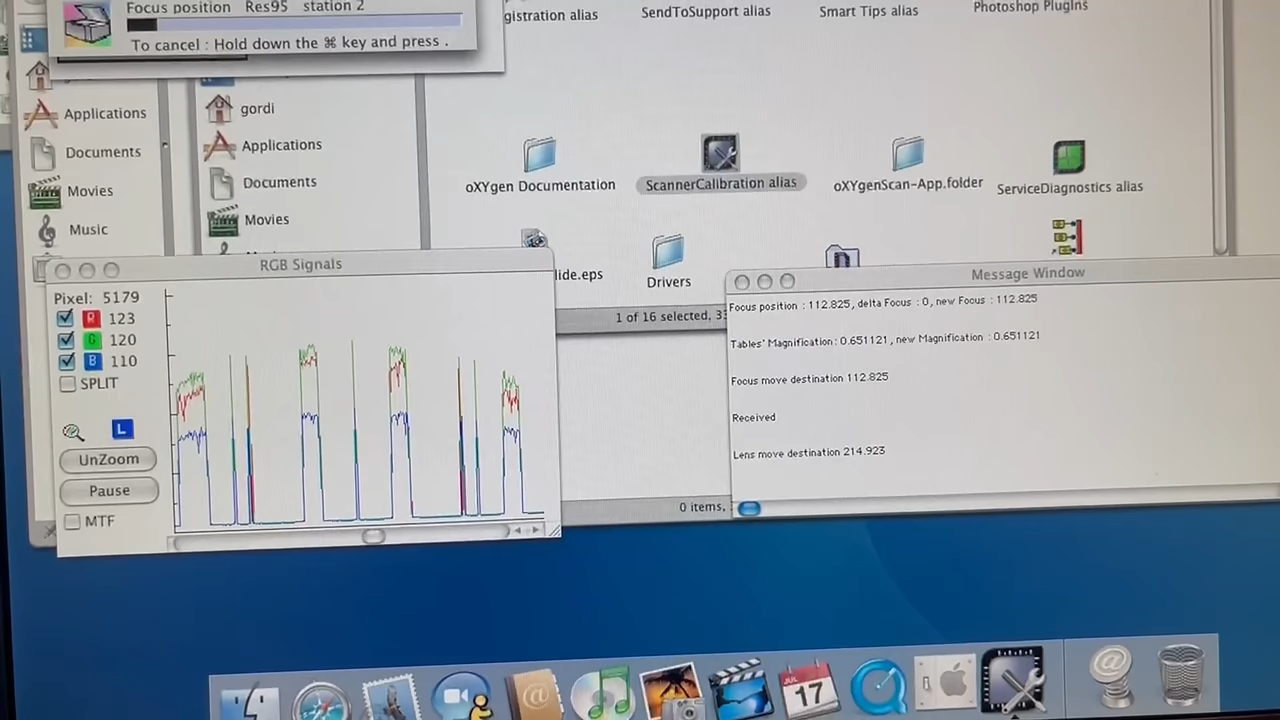 Focus position Res95 station 2
To cancel : Hold down the ⌘ key and press .
gistration alias
SendToSupport alias
Smart Tips alias
Photoshop PlugIns
Applications
Documents
Movies
Music
gordi
Applications
Documents
Movies
oXYgen Documentation
ScannerCalibration alias
oXYgenScan-App.folder
ServiceDiagnostics alias
lide.eps
Drivers
1 of 16 selected, 33
0 items,
RGB Signals
Pixel: 5179
R 123
G 120
B 110
SPLIT
L
UnZoom
Pause
MTF
Message Window
Focus position : 112.825, delta Focus : 0, new Focus : 112.825
Tables' Magnification: 0.651121 , new Magnification : 0.651121
Focus move destination 112.825
Received
Lens move destination 214.923
JUL
17